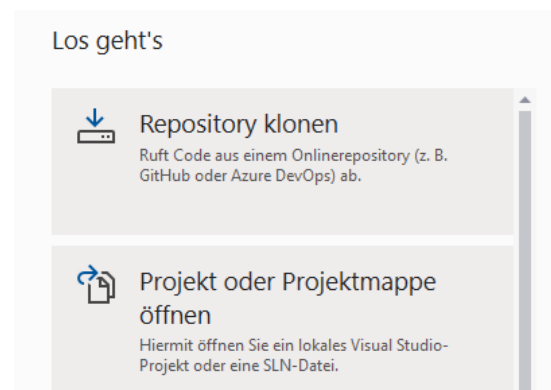 Los geht's
Repository klonen
Ruft Code aus einem Onlinerepository (z. B.
GitHub oder Azure DevOps) ab.
Projekt oder Projektmappe
öffnen
Hiermit öffnen Sie ein lokales Visual Studio-
Projekt oder eine SLN-Datei.